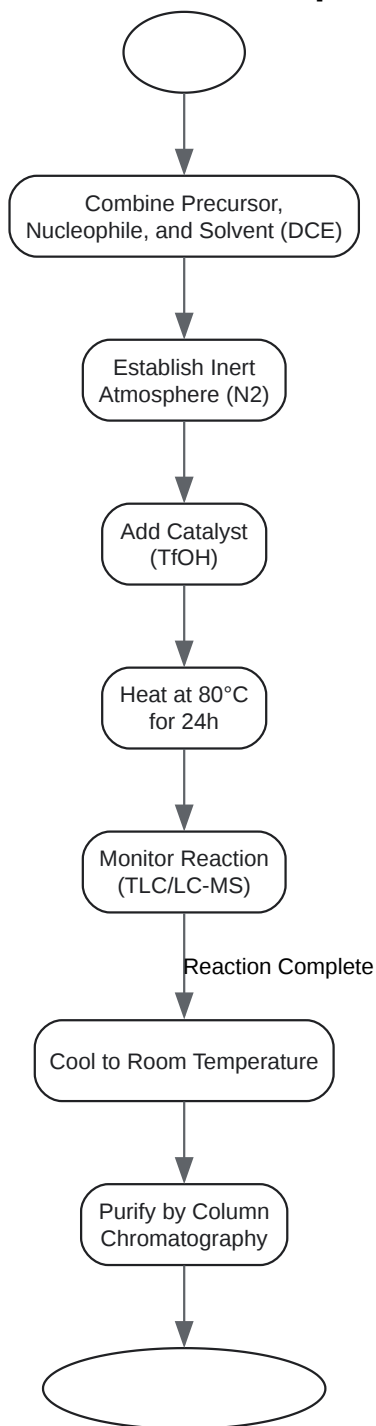 Combine Precursor,
Nucleophile, and Solvent (DCE)
Establish Inert
Atmosphere (N2)
Add Catalyst
(TfOH)
Heat at 80°C
for 24h
Monitor Reaction
(TLC/LC-MS)
Reaction Complete
Cool to Room Temperature
Purify by Column
Chromatography